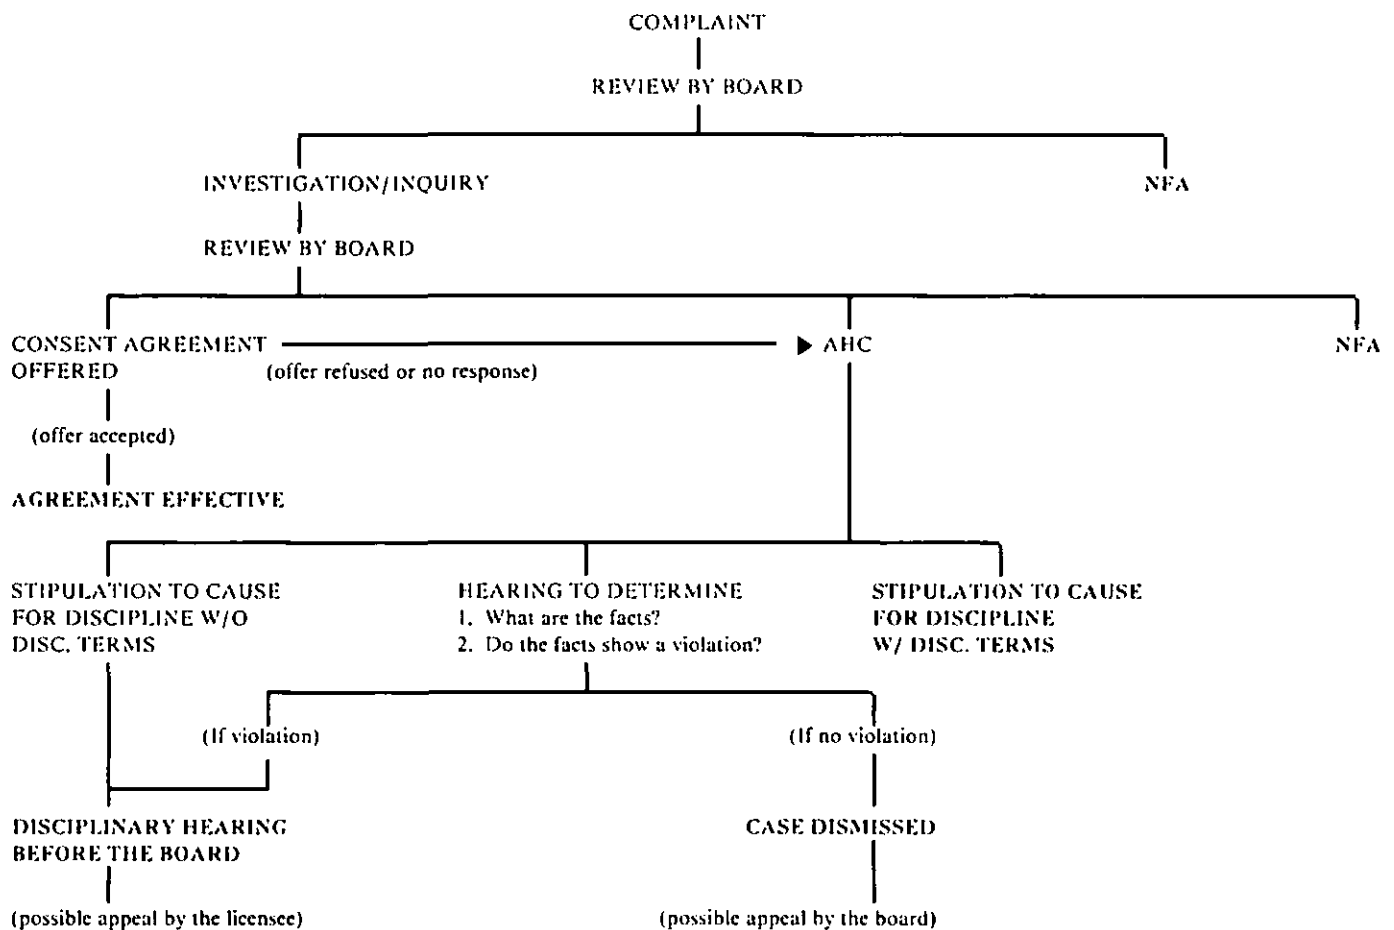 COMPLAINT
REVIEW BY BOARD
INVESTIGATION/INQUIRY
NFA
REVIEW BY BOARD
CONSENT AGREEMENT
OFFERED
(offer refused or no response)
AHC
NFA
(offer accepted)
AGREEMENT EFFECTIVE
STIPULATION TO CAUSE
FOR DISCIPLINE W/O
DISC. TERMS
HEARING TO DETERMINE
1. What are the facts?
2. Do the facts show a violation?
STIPULATION TO CAUSE
FOR DISCIPLINE
W/ DISC. TERMS
(If violation)
(If no violation)
DISCIPLINARY HEARING
BEFORE THE BOARD
CASE DISMISSED
(possible appeal by the licensee)
(possible appeal by the board)